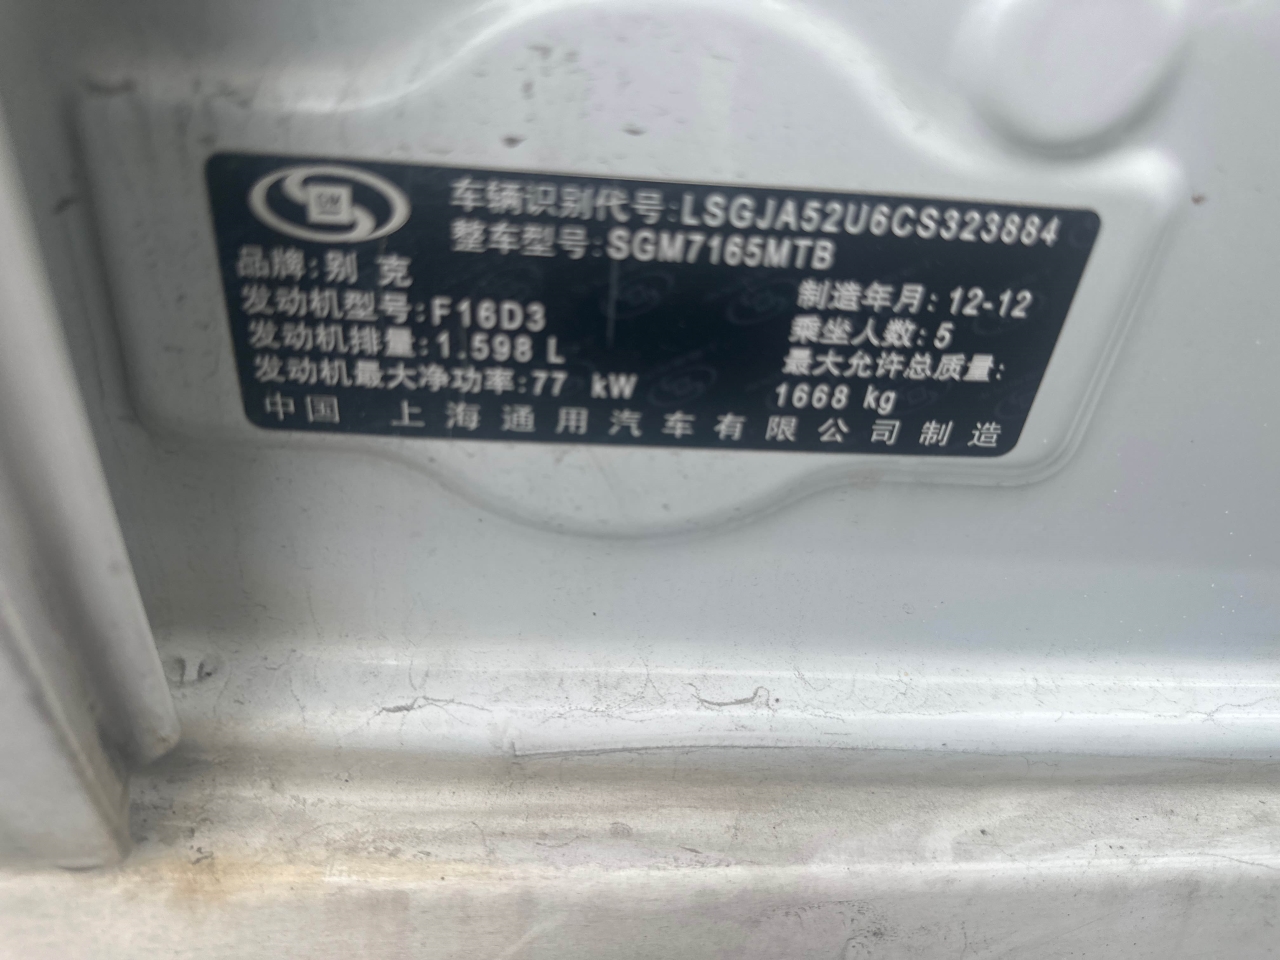 GM
车辆识别代号:LSGJA52U6CS323884
整车型号:SGM7165MTB
品牌:别 克
制造年月: 12-12
发动机型号:F16D3
乘坐人数: 5
发动机排量:1.598 L
最大允许总质量:
1668 kg
发动机最大净功率:77 kW
中国 上海通用汽车有限公司制造